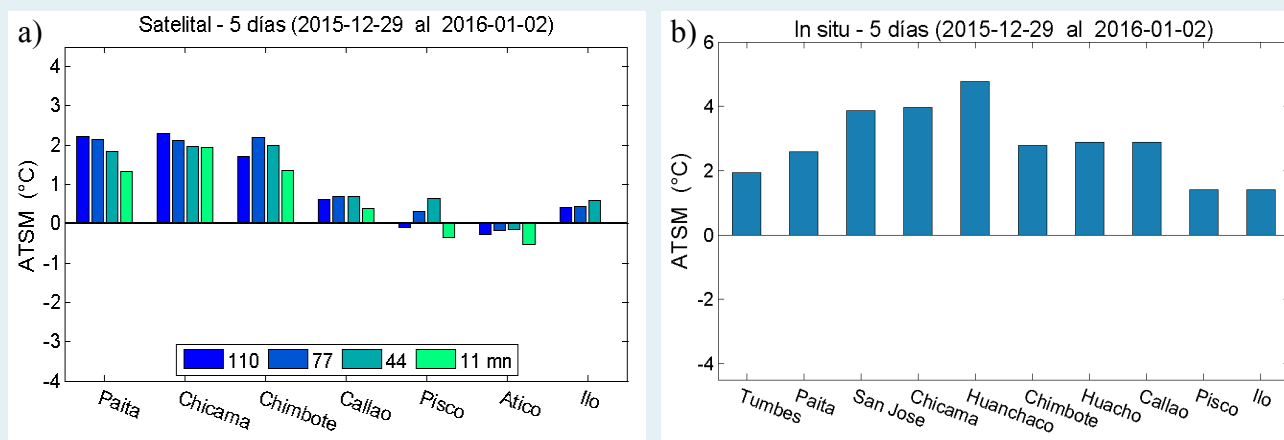 a)
Satelital - 5 días (2015-12-29 al 2016-01-02)
4
3
2
1
0
-1
-2
-3
-4
ATSM (°C)
110 77 44 11 mn
Paita Chicama Chimbote Callao Pisco Atico Ilo
b)
In situ - 5 días (2015-12-29 al 2016-01-02)
6
4
2
0
-2
-4
ATSM (°C)
Tumbes Paita San Jose Chicama Huanchaco Chimbote Huacho Callao Pisco Ilo